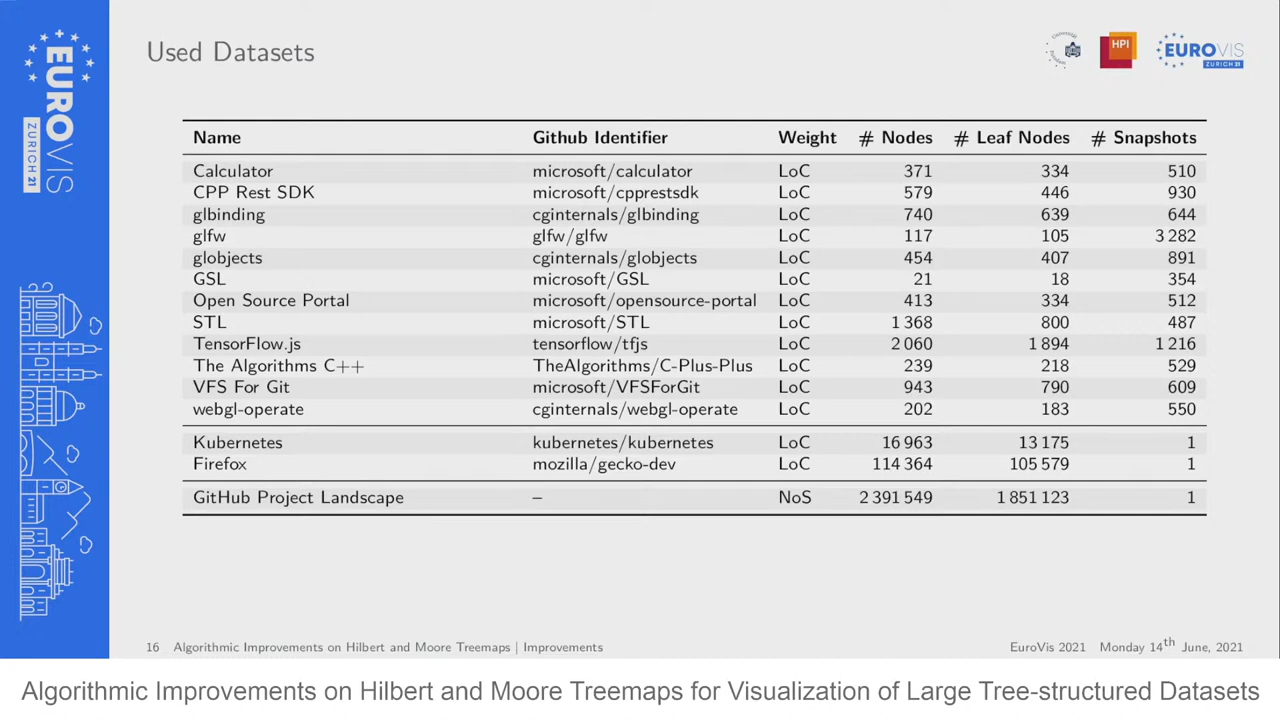 EUROVIS
ZURICH 21
Used Datasets
Universität Potsdam
HPI
EUROVIS
ZURICH 21
Name Github Identifier Weight # Nodes # Leaf Nodes # Snapshots
Calculator microsoft/calculator LoC 371 334 510
CPP Rest SDK microsoft/cpprestsdk LoC 579 446 930
glbinding cginternals/glbinding LoC 740 639 644
glfw glfw/glfw LoC 117 105 3 282
globjects cginternals/globjects LoC 454 407 891
GSL microsoft/GSL LoC 21 18 354
Open Source Portal microsoft/opensource-portal LoC 413 334 512
STL microsoft/STL LoC 1 368 800 487
TensorFlow.js tensorflow/tfjs LoC 2 060 1 894 1 216
The Algorithms C++ TheAlgorithms/C-Plus-Plus LoC 239 218 529
VFS For Git microsoft/VFSForGit LoC 943 790 609
webgl-operate cginternals/webgl-operate LoC 202 183 550
Kubernetes kubernetes/kubernetes LoC 16 963 13 175 1
Firefox mozilla/gecko-dev LoC 114 364 105 579 1
GitHub Project Landscape – NoS 2 391 549 1 851 123 1
16 Algorithmic Improvements on Hilbert and Moore Treemaps | Improvements EuroVis 2021 Monday 14th June, 2021
Algorithmic Improvements on Hilbert and Moore Treemaps for Visualization of Large Tree-structured Datasets